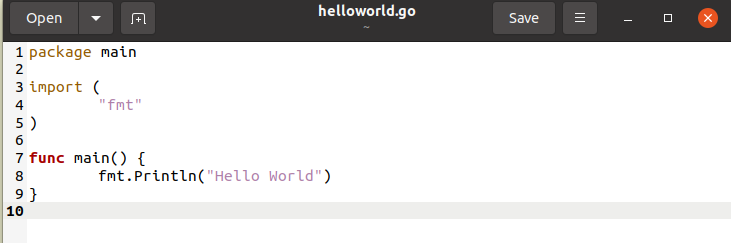 Open helloworld.go Save
~
1 package main
2
3 import (
4         "fmt"
5 )
6
7 func main() {
8         fmt.Println("Hello World")
9 }
10